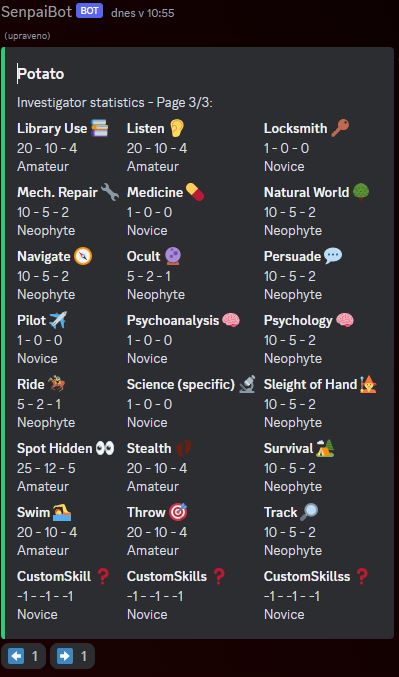 SenpaiBot BOT dnes v 10:55
(upraveno)
Potato
Investigator statistics - Page 3/3:
Library Use Listen Locksmith
20 - 10 - 4 20 - 10 - 4 1 - 0 - 0
Amateur Amateur Novice
Mech. Repair Medicine Natural World
10 - 5 - 2 1 - 0 - 0 10 - 5 - 2
Neophyte Novice Neophyte
Navigate Ocult Persuade
10 - 5 - 2 5 - 2 - 1 10 - 5 - 2
Neophyte Neophyte Neophyte
Pilot Psychoanalysis Psychology
1 - 0 - 0 1 - 0 - 0 10 - 5 - 2
Novice Novice Neophyte
Ride Science (specific) Sleight of Hand
5 - 2 - 1 1 - 0 - 0 10 - 5 - 2
Neophyte Novice Neophyte
Spot Hidden Stealth Survival
25 - 12 - 5 20 - 10 - 4 10 - 5 - 2
Amateur Amateur Neophyte
Swim Throw Track
20 - 10 - 4 20 - 10 - 4 10 - 5 - 2
Amateur Amateur Neophyte
CustomSkill ❓ CustomSkills ❓ CustomSkillss ❓
-1 - -1 - -1 -1 - -1 - -1 -1 - -1 - -1
Novice Novice Novice
1 1